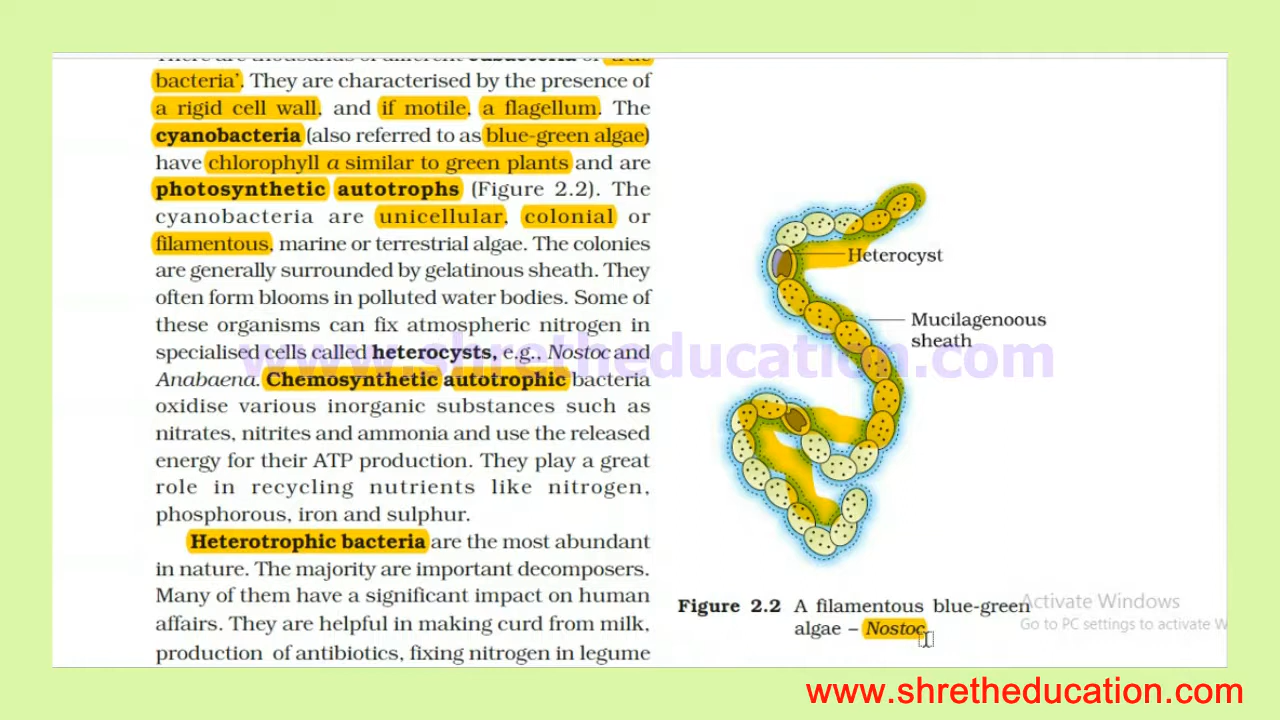 There are thousands of different eubacteria or 'true
bacteria'. They are characterised by the presence of
a rigid cell wall, and if motile, a flagellum. The
cyanobacteria (also referred to as blue-green algae)
have chlorophyll a similar to green plants and are
photosynthetic autotrophs (Figure 2.2). The
cyanobacteria are unicellular, colonial or
filamentous, marine or terrestrial algae. The colonies
are generally surrounded by gelatinous sheath. They
often form blooms in polluted water bodies. Some of
these organisms can fix atmospheric nitrogen in
specialised cells called heterocysts, e.g., Nostoc and
Anabaena. Chemosynthetic autotrophic bacteria
oxidise various inorganic substances such as
nitrates, nitrites and ammonia and use the released
energy for their ATP production. They play a great
role in recycling nutrients like nitrogen,
phosphorous, iron and sulphur.
Heterotrophic bacteria are the most abundant
in nature. The majority are important decomposers.
Many of them have a significant impact on human
affairs. They are helpful in making curd from milk,
production of antibiotics, fixing nitrogen in legume
Heterocyst
Mucilagenoous
sheath
Figure 2.2 A filamentous blue-green
algae – Nostoc
www.shretheducation.com
Activate Windows
Go to PC settings to activate W
www.shretheducation.com